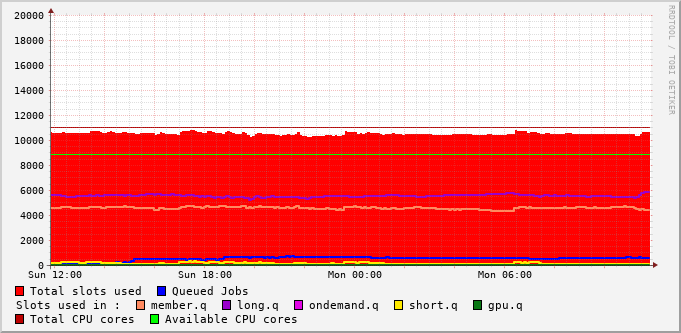 RRDTOOL / TOBI OETIKER
20000
18000
16000
14000
12000
10000
8000
6000
4000
2000
0
Sun 12:00 Sun 18:00 Mon 00:00 Mon 06:00
Total slots used Queued Jobs
Slots used in : member.q long.q ondemand.q short.q gpu.q
Total CPU cores Available CPU cores